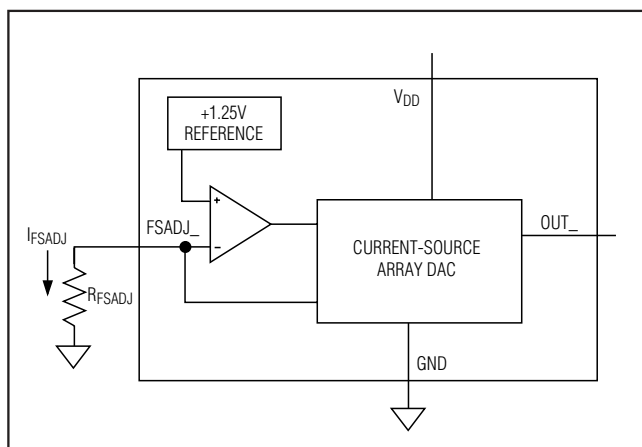 V_DD
+1.25V
REFERENCE
+
FSADJ_
−
OUT_
I_FSADJ
CURRENT-SOURCE
ARRAY DAC
R_FSADJ
GND